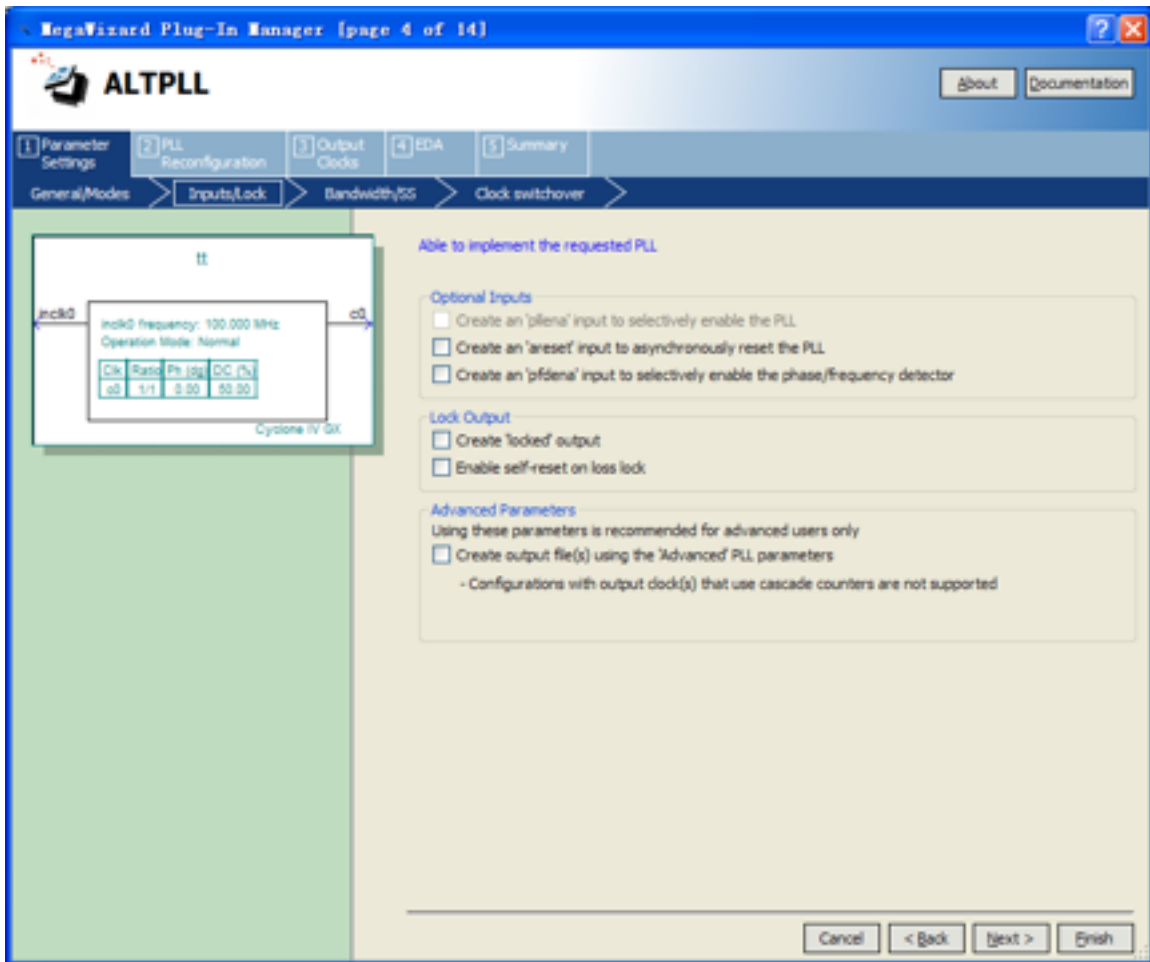 MegaWizard Plug-In Manager [page 4 of 14]
ALTPLL
About
Documentation
1 Parameter Settings
2 PLL Reconfiguration
3 Output Clocks
4 EDA
5 Summary
General/Modes
Inputs/Lock
Bandwidth/SS
Clock switchover
tt
inclk0
c0
inclk0 frequency: 100.000 MHz
Operation Mode: Normal
Clk Ratio Ph (dg) DC (%)
c0 1/1 0.00 50.00
Cyclone IV GX
Able to implement the requested PLL
Optional Inputs
Create an 'pllena' input to selectively enable the PLL
Create an 'areset' input to asynchronously reset the PLL
Create an 'pfdena' input to selectively enable the phase/frequency detector
Lock Output
Create 'locked' output
Enable self-reset on loss lock
Advanced Parameters
Using these parameters is recommended for advanced users only
Create output file(s) using the 'Advanced' PLL parameters
- Configurations with output clock(s) that use cascade counters are not supported
Cancel
< Back
Next >
Finish